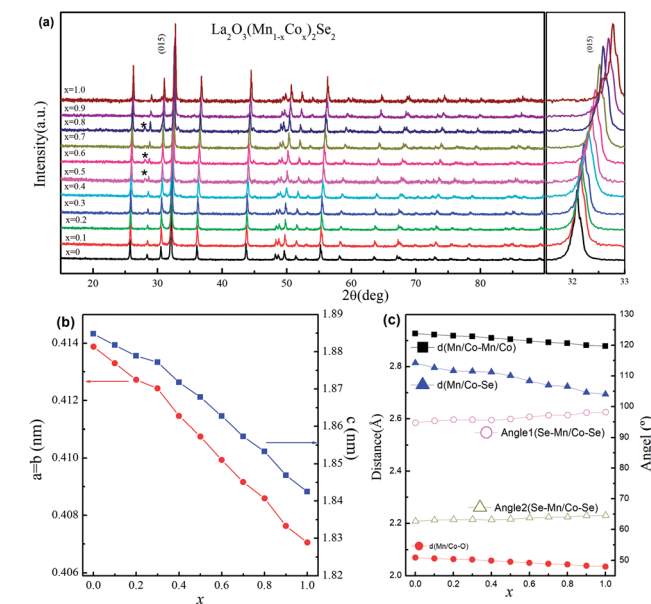 (a)
La₂O₃(Mn₁₋ₓCoₓ)₂Se₂
(015)
(015)
Intensity(a.u.)
x=1.0
x=0.9
x=0.8
*
x=0.7
x=0.6
*
x=0.5
*
x=0.4
x=0.3
x=0.2
x=0.1
x=0
20 30 40 50 60 70 80
32 33
2θ(deg)
(b)
a=b (nm)
0.414
0.412
0.410
0.408
0.406
0.0 0.2 0.4 0.6 0.8 1.0
x
1.89
1.88
1.87
1.86
1.85
1.84
1.83
1.82
c (nm)
(c)
Distance(Å)
2.8
2.6
2.4
2.2
2.0
d(Mn/Co-Mn/Co)
d(Mn/Co-Se)
Angle1(Se-Mn/Co-Se)
Angle2(Se-Mn/Co-Se)
d(Mn/Co-O)
0.0 0.2 0.4 0.6 0.8 1.0
x
130
120
110
100
90
80
70
60
50
Angel (°)